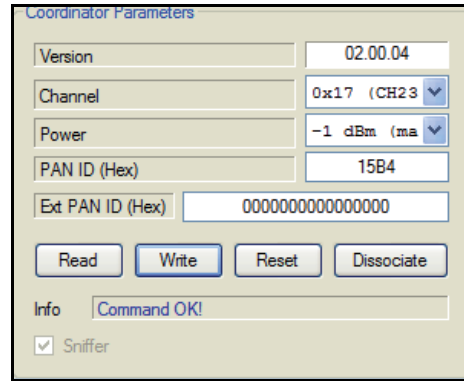 Coordinator Parameters
Version 02.00.04
Channel 0x17 (CH23
Power -1 dBm (ma
PAN ID (Hex) 15B4
Ext PAN ID (Hex) 0000000000000000
Read Write Reset Dissociate
Info Command OK!
Sniffer